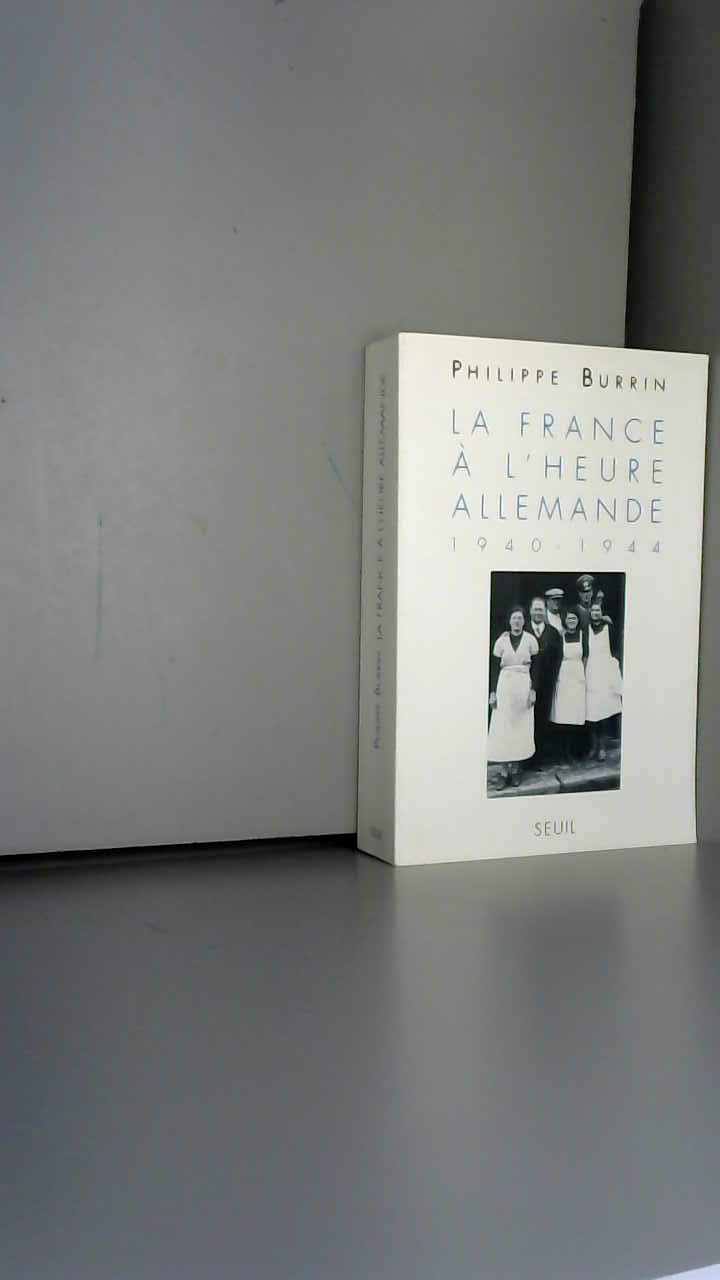 PHILIPPE BURRIN
LA FRANCE
À L'HEURE
ALLEMANDE
1940-1944
SEUIL
PHILIPPE BURRIN LA FRANCE À L'HEURE ALLEMANDE